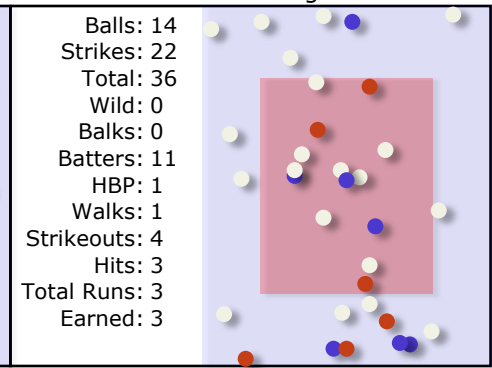 Balls: 14
Strikes: 22
Total: 36
Wild: 0
Balks: 0
Batters: 11
HBP: 1
Walks: 1
Strikeouts: 4
Hits: 3
Total Runs: 3
Earned: 3